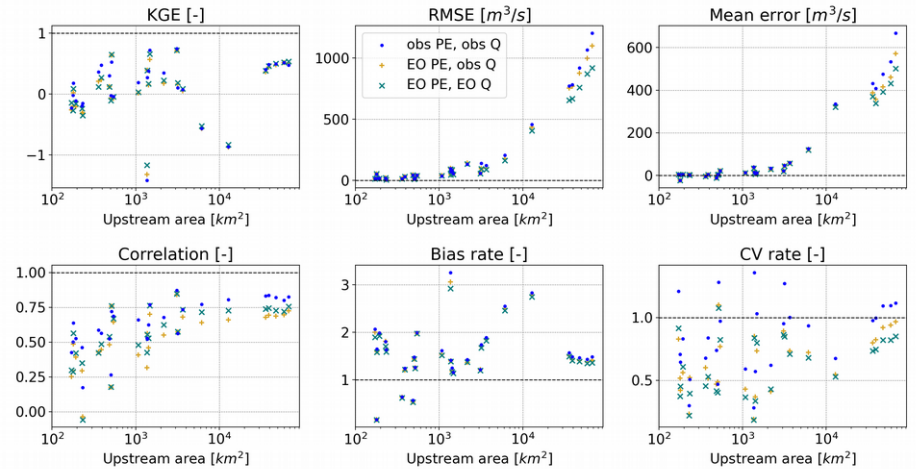 KGE [-]
1
0
−1
10²
10³
10⁴
Upstream area [km²]
RMSE [m³/s]
obs PE, obs Q
EO PE, obs Q
EO PE, EO Q
1000
500
0
10²
10³
10⁴
Upstream area [km²]
Mean error [m³/s]
600
400
200
0
10²
10³
10⁴
Upstream area [km²]
Correlation [-]
1.00
0.75
0.50
0.25
0.00
10²
10³
10⁴
Upstream area [km²]
Bias rate [-]
3
2
1
10²
10³
10⁴
Upstream area [km²]
CV rate [-]
1.0
0.5
10²
10³
10⁴
Upstream area [km²]